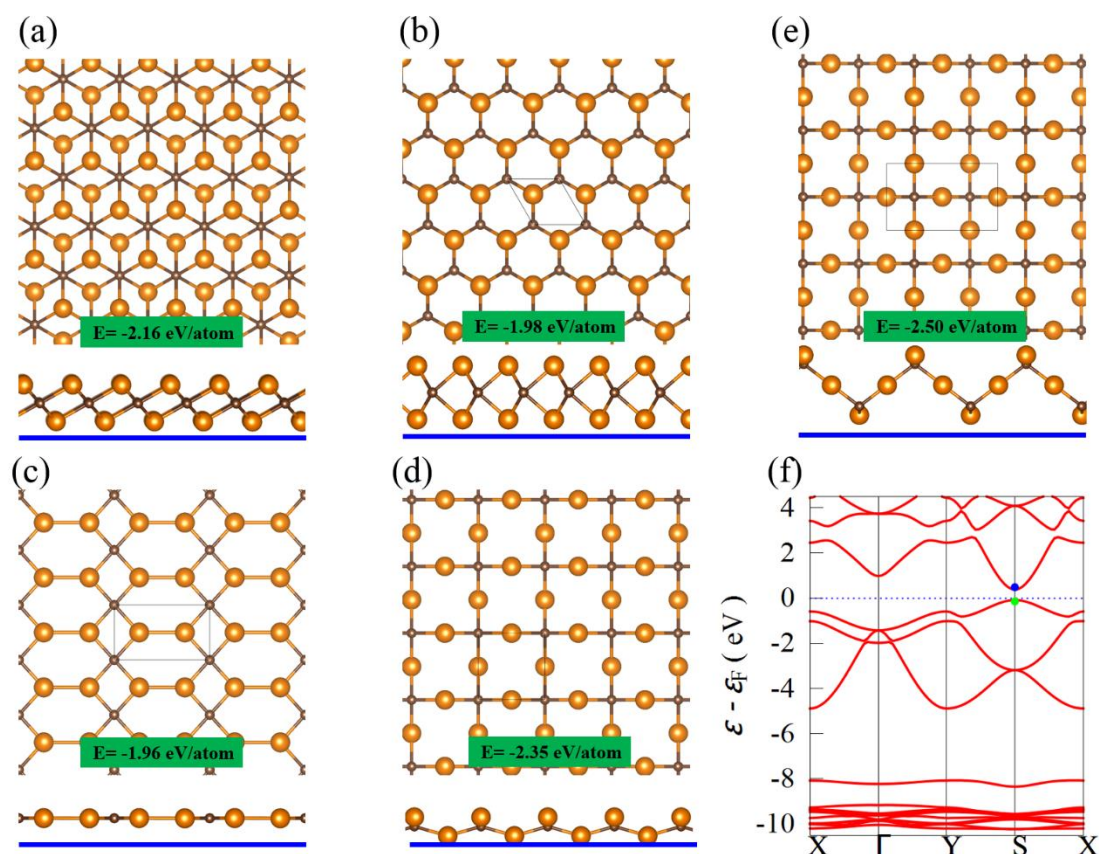 (a)
E= -2.16 eV/atom
(b)
E= -1.98 eV/atom
(e)
E= -2.50 eV/atom
(c)
E= -1.96 eV/atom
(d)
E= -2.35 eV/atom
(f)
ε - εF ( eV )
4
2
0
-2
-4
-6
-8
-10
X Γ Y S X